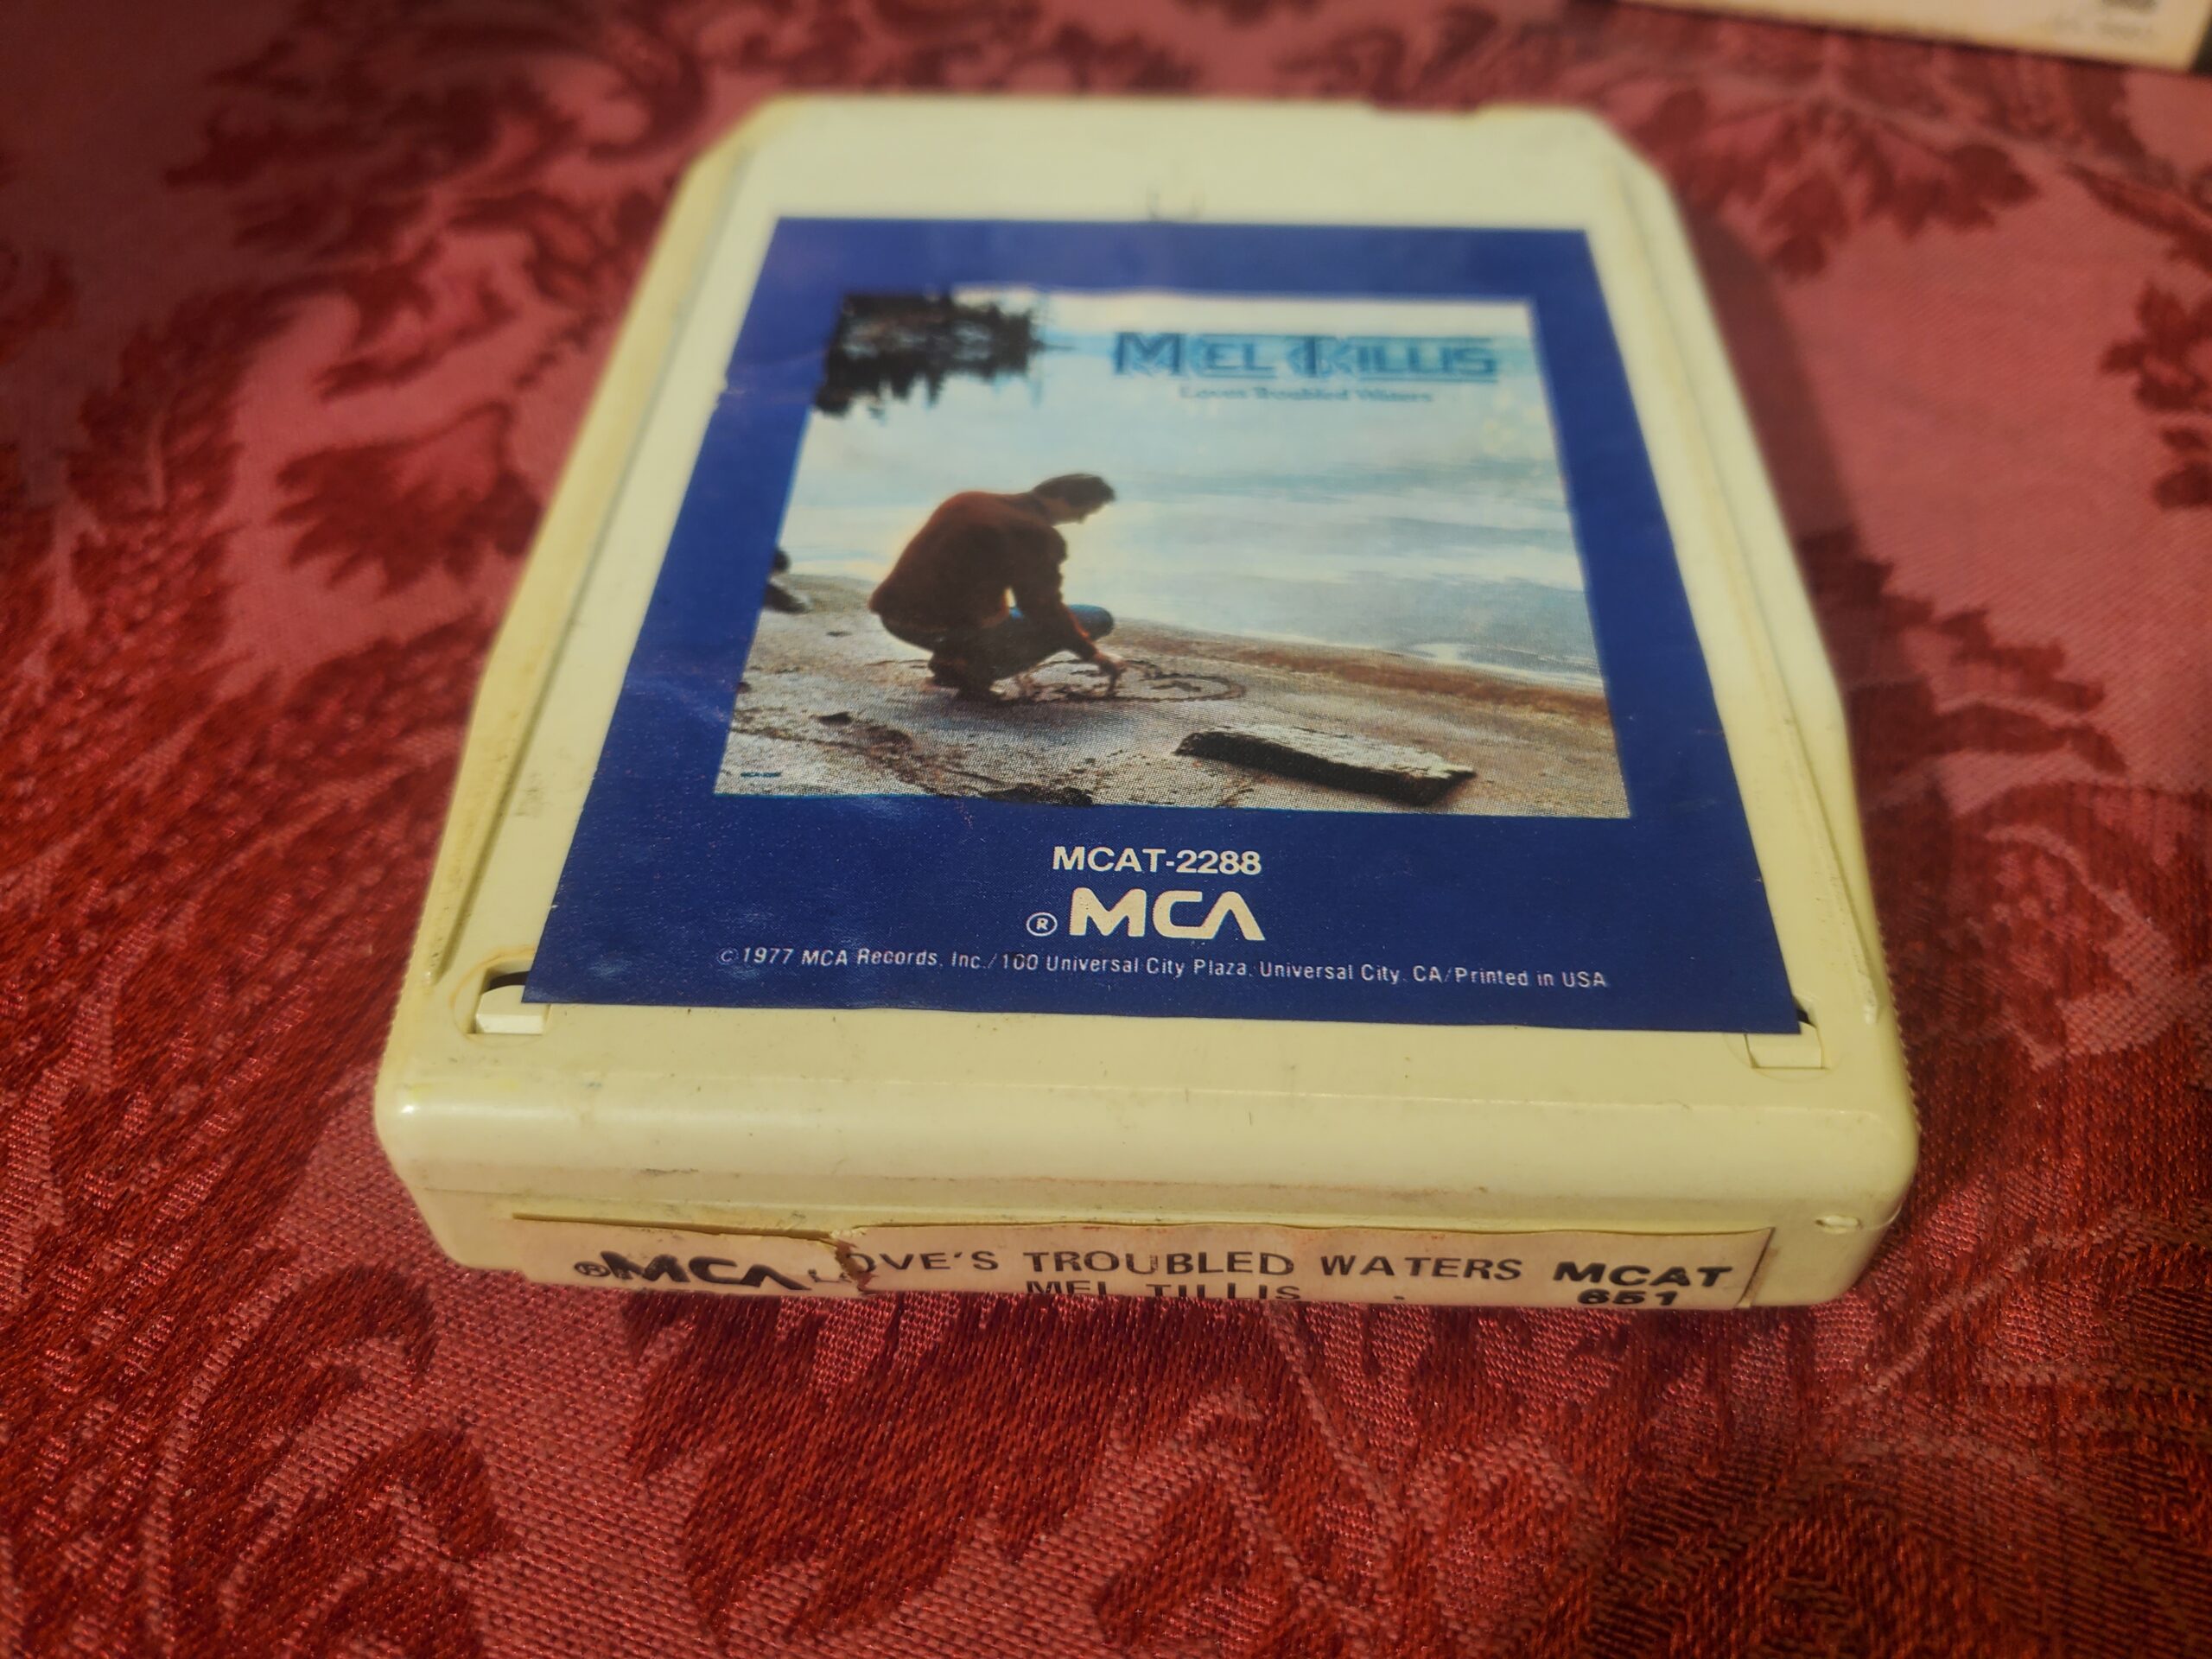 MEL TILLIS
Loves Troubled Waters
MCAT-2288
® MCA
©1977 MCA Records, Inc./100 Universal City Plaza, Universal City, CA/Printed in USA
®MCA LOVE'S TROUBLED WATERS MCAT
MEL TILLIS 651